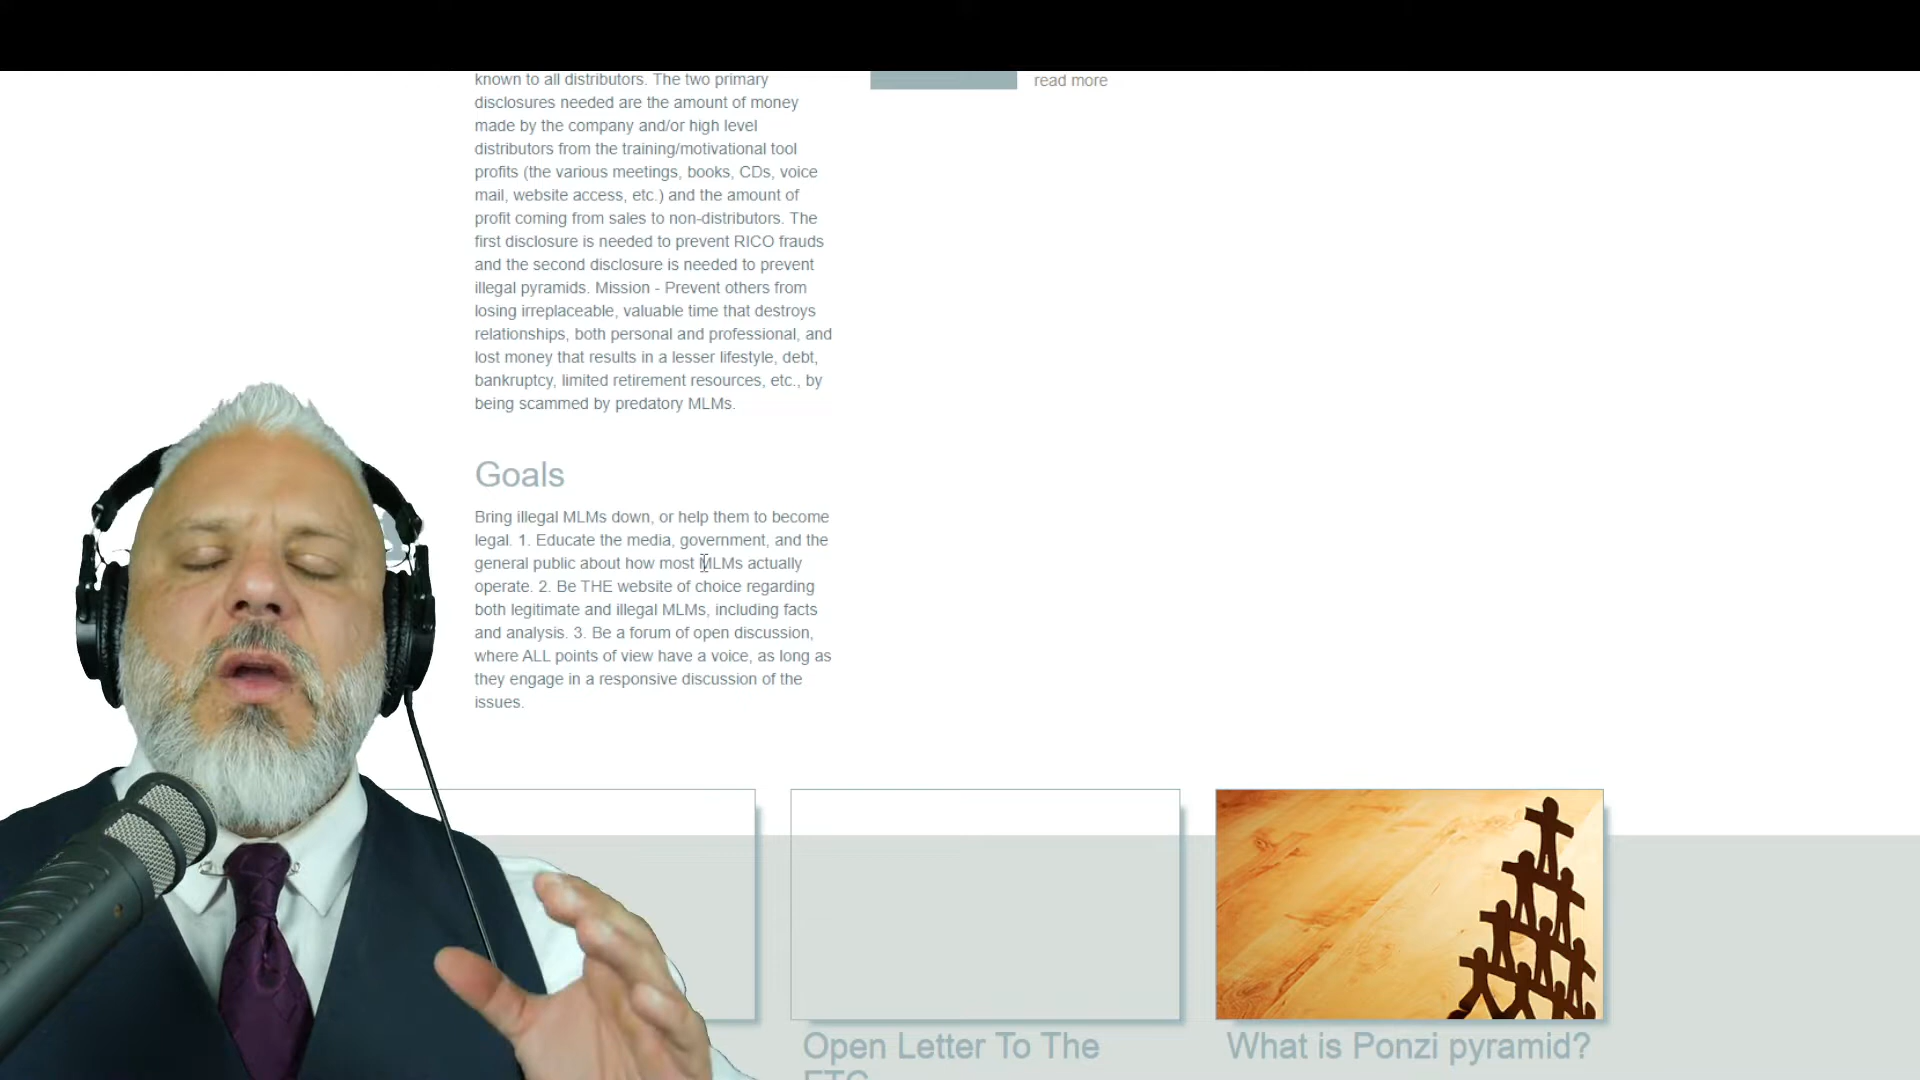 known to all distributors. The two primary
disclosures needed are the amount of money
made by the company and/or high level
distributors from the training/motivational tool
profits (the various meetings, books, CDs, voice
mail, website access, etc.) and the amount of
profit coming from sales to non-distributors. The
first disclosure is needed to prevent RICO frauds
and the second disclosure is needed to prevent
illegal pyramids. Mission - Prevent others from
losing irreplaceable, valuable time that destroys
relationships, both personal and professional, and
lost money that results in a lesser lifestyle, debt,
bankruptcy, limited retirement resources, etc., by
being scammed by predatory MLMs.
Goals
Bring illegal MLMs down, or help them to become
legal. 1. Educate the media, government, and the
general public about how most MLMs actually
operate. 2. Be THE website of choice regarding
both legitimate and illegal MLMs, including facts
and analysis. 3. Be a forum of open discussion,
where ALL points of view have a voice, as long as
they engage in a responsive discussion of the
issues.
read more
Open Letter To The
FTC
What is Ponzi pyramid?